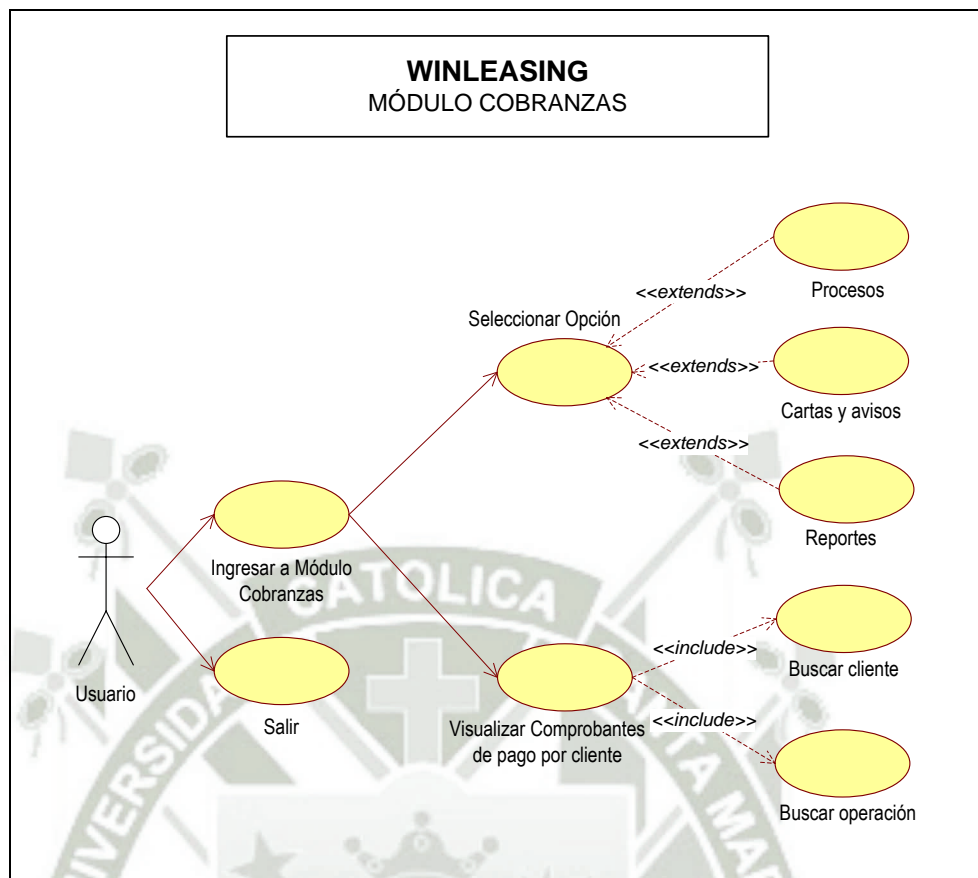 WINLEASING
MÓDULO COBRANZAS
Procesos
<<extends>>
Seleccionar Opción
<<extends>>
Cartas y avisos
<<extends>>
Reportes
Ingresar a Módulo
Cobranzas
CATOLICA
<<include>>
Buscar cliente
Usuario
Salir
Visualizar Comprobantes
de pago por cliente
<<include>>
Buscar operación